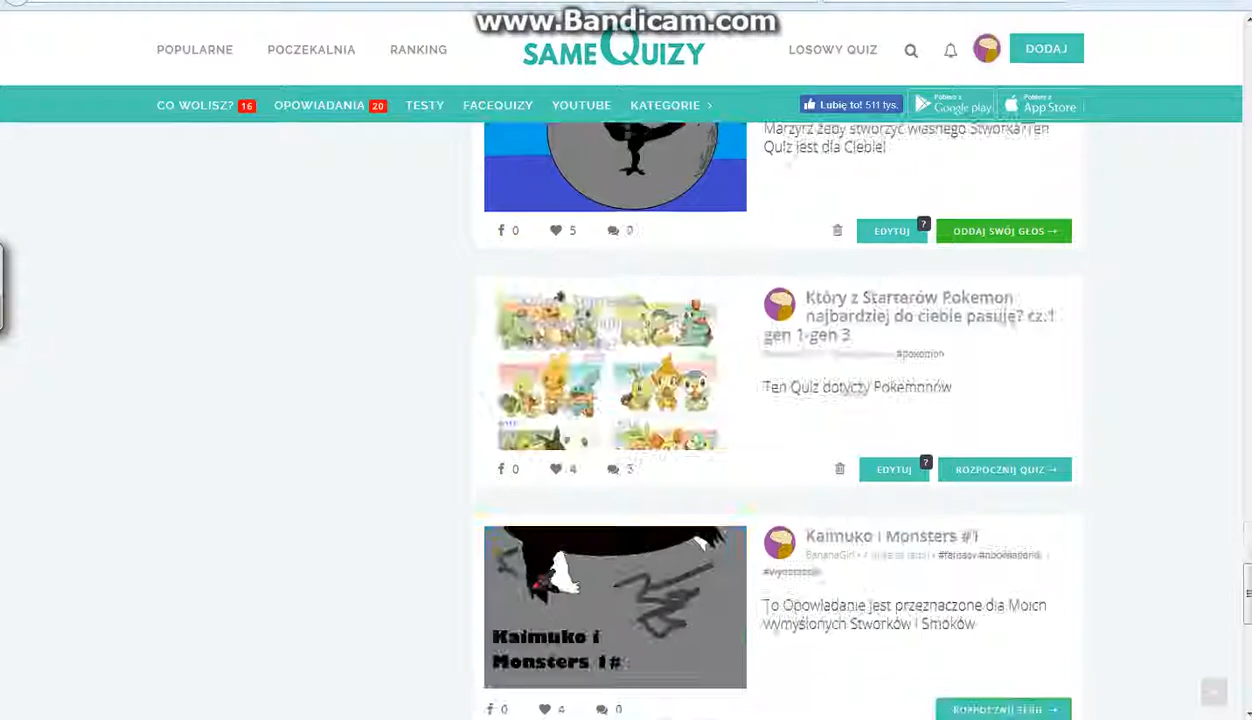 www.Bandicam.com
POPULARNE POCZEKALNIA RANKING SAMEQUIZY LOSOWY QUIZ DODAJ
CO WOLISZ? 16 OPOWIADANIA 20 TESTY FACEQUIZY YOUTUBE KATEGORIE > Lubię to! 511 tys. Pobierz z Google play Pobierz z App Store
Marzyrz żeby stworzyć własnego Stworka?Ten
Quiz jest dla Ciebie!
0 5 0 EDYTUJ ? ODDAJ SWÓJ GŁOS →
Który z Starterów Pokemon
najbardziej do ciebie pasuję? cz.1
gen 1-gen 3
#pokemon
Ten Quiz dotyczy Pokemonów
0 4 3 EDYTUJ ? ROZPOCZNIJ QUIZ →
Kaimuko i Monsters #1
BananaGirl
To Opowiadanie jest przeznaczone dla Moich
wymyślonych Stworków i Smoków
Kaimuko i
Monsters 1#
0 4 0